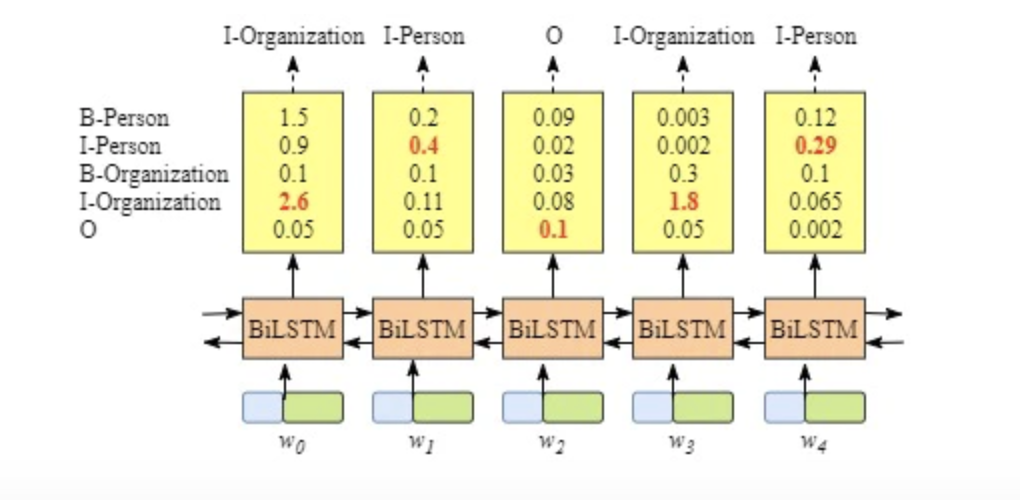 I-Organization I-Person O I-Organization I-Person
B-Person 1.5 0.2 0.09 0.003 0.12
I-Person 0.9 0.4 0.02 0.002 0.29
B-Organization 0.1 0.1 0.03 0.3 0.1
I-Organization 2.6 0.11 0.08 1.8 0.065
O 0.05 0.05 0.1 0.05 0.002
BiLSTM BiLSTM BiLSTM BiLSTM BiLSTM
w0 w1 w2 w3 w4